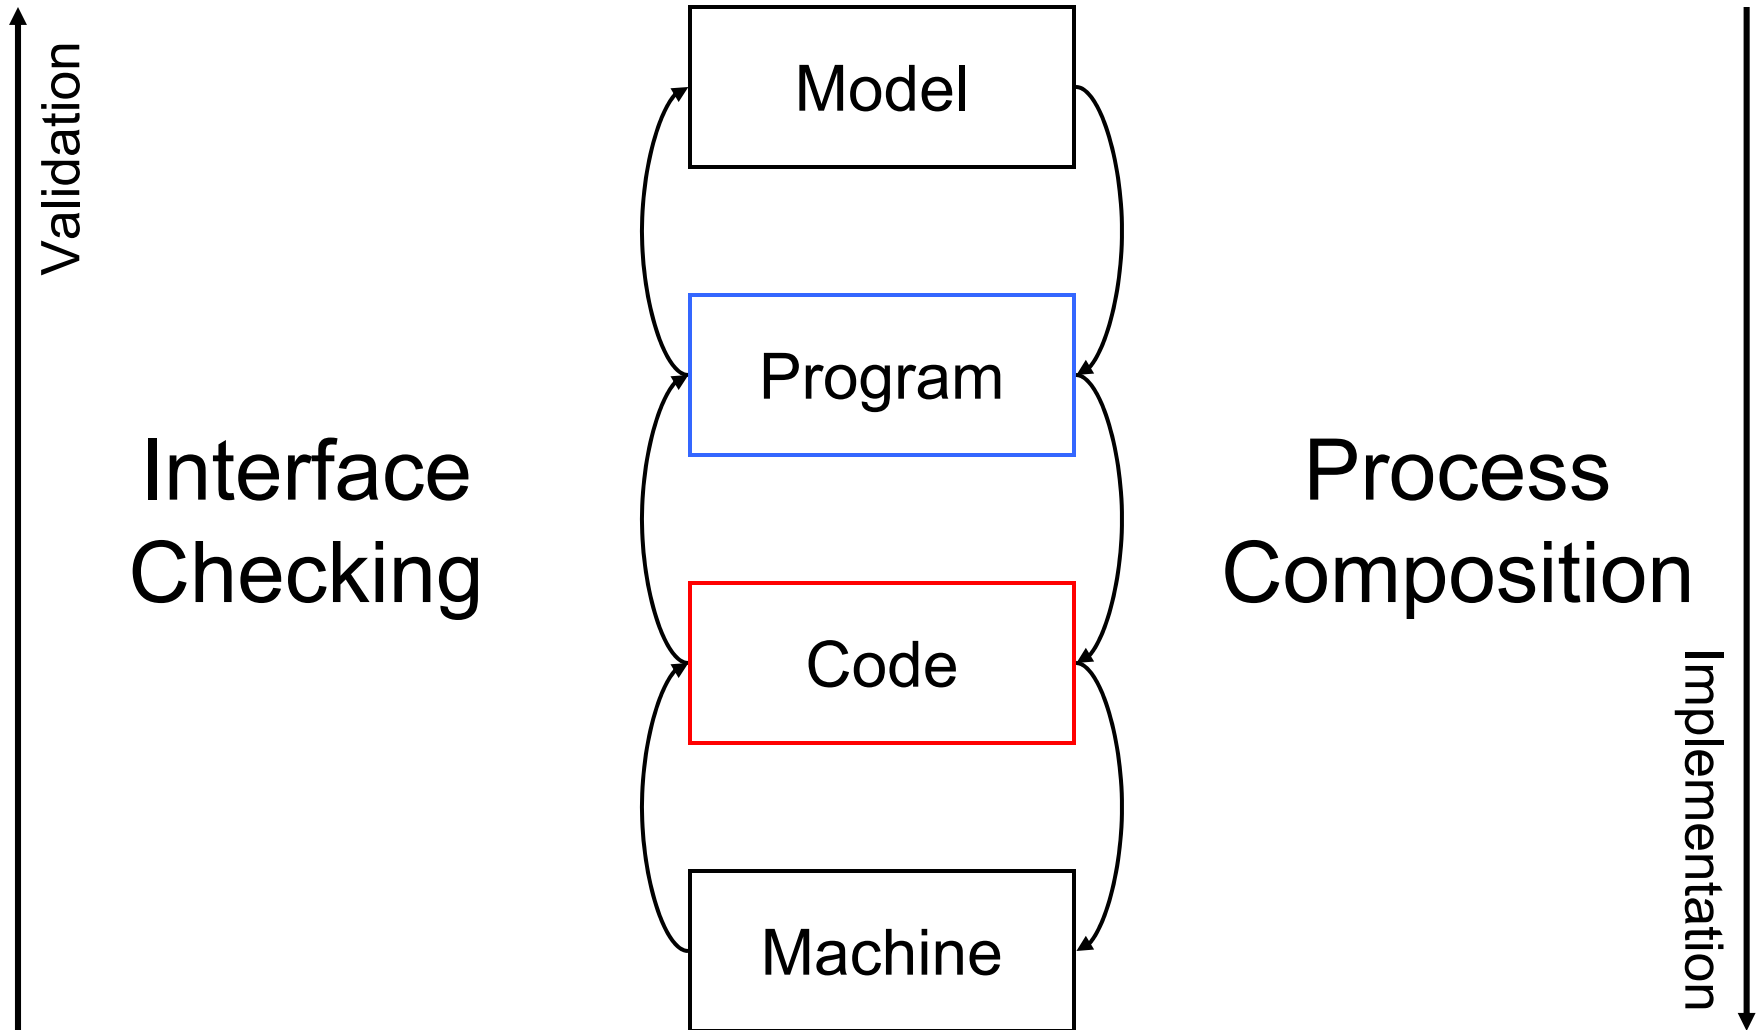 Validation
Model
Program
Interface
Checking
Process
Composition
Code
Implementation
Machine